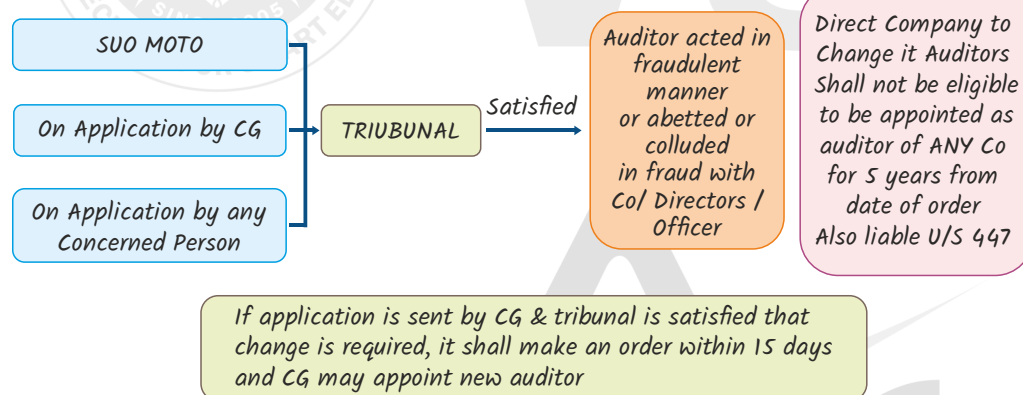 SUO MOTO
On Application by CG
On Application by any
Concerned Person
TRIUBUNAL
Satisfied
Auditor acted in
fraudulent
manner
or abetted or
colluded
in fraud with
Co/ Directors /
Officer
Direct Company to
Change it Auditors
Shall not be eligible
to be appointed as
auditor of ANY Co
for 5 years from
date of order
Also liable U/S 447
If application is sent by CG & tribunal is satisfied that
change is required, it shall make an order within 15 days
and CG may appoint new auditor